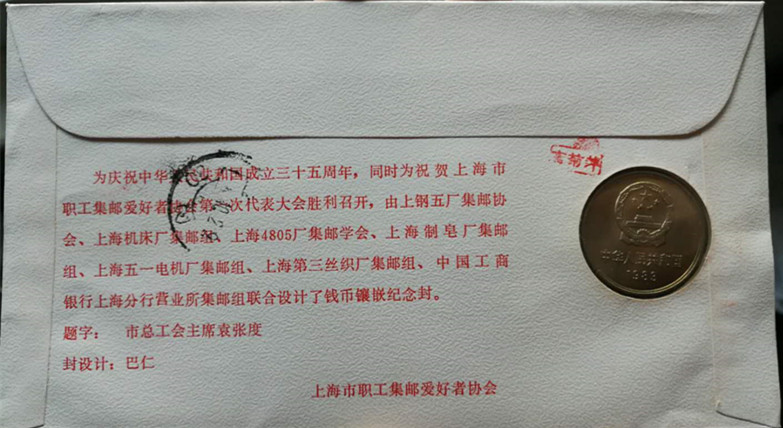 为庆祝中华人民共和国成立三十五周年，同时为祝贺上海市
职工集邮爱好者协会第一次代表大会胜利召开，由上钢五厂集邮协
会、上海机床厂集邮组、上海4805厂集邮学会、上海制皂厂集邮
组、上海五一电机厂集邮组、上海第三丝织厂集邮组、中国工商
银行上海分行营业所集邮组联合设计了钱币镶嵌纪念封。
题字： 市总工会主席袁张度
封设计：巴仁
上海市职工集邮爱好者协会
中华人民共和国
1983